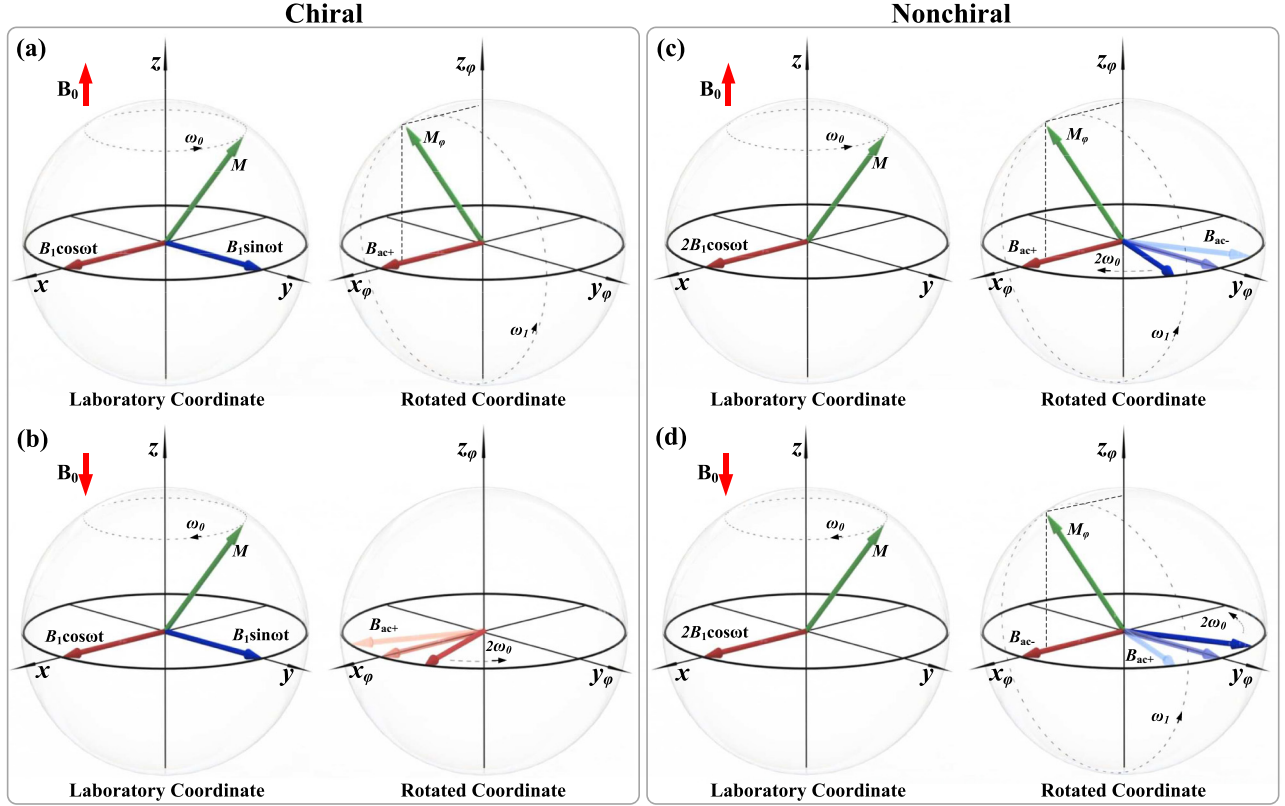 Chiral
Nonchiral
(a)
B₀
z
ω₀
M
B₁cosωt
B₁sinωt
x
y
Laboratory Coordinate
zφ
Mφ
Bac+
xφ
yφ
ω₁
Rotated Coordinate
(c)
B₀
z
ω₀
M
2B₁cosωt
x
y
Laboratory Coordinate
zφ
Mφ
Bac+
Bac-
2ω₀
xφ
yφ
ω₁
Rotated Coordinate
(b)
B₀
z
ω₀
M
B₁cosωt
B₁sinωt
x
y
Laboratory Coordinate
zφ
Bac+
2ω₀
xφ
yφ
Rotated Coordinate
(d)
B₀
z
ω₀
M
2B₁cosωt
x
y
Laboratory Coordinate
zφ
Mφ
2ω₀
Bac-
Bac+
xφ
yφ
ω₁
Rotated Coordinate